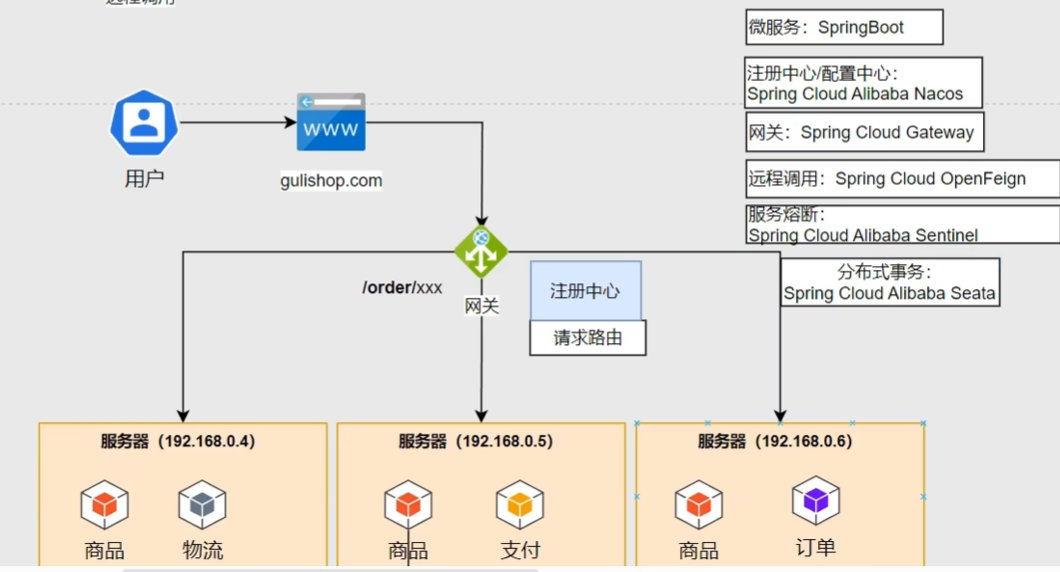 远程调用
微服务：SpringBoot
注册中心/配置中心：
Spring Cloud Alibaba Nacos
网关：Spring Cloud Gateway
远程调用：Spring Cloud OpenFeign
服务熔断：
Spring Cloud Alibaba Sentinel
分布式事务：
Spring Cloud Alibaba Seata
www
用户
gulishop.com
/order/xxx
网关
注册中心
请求路由
服务器（192.168.0.4）
商品
物流
服务器（192.168.0.5）
商品
支付
服务器（192.168.0.6）
商品
订单